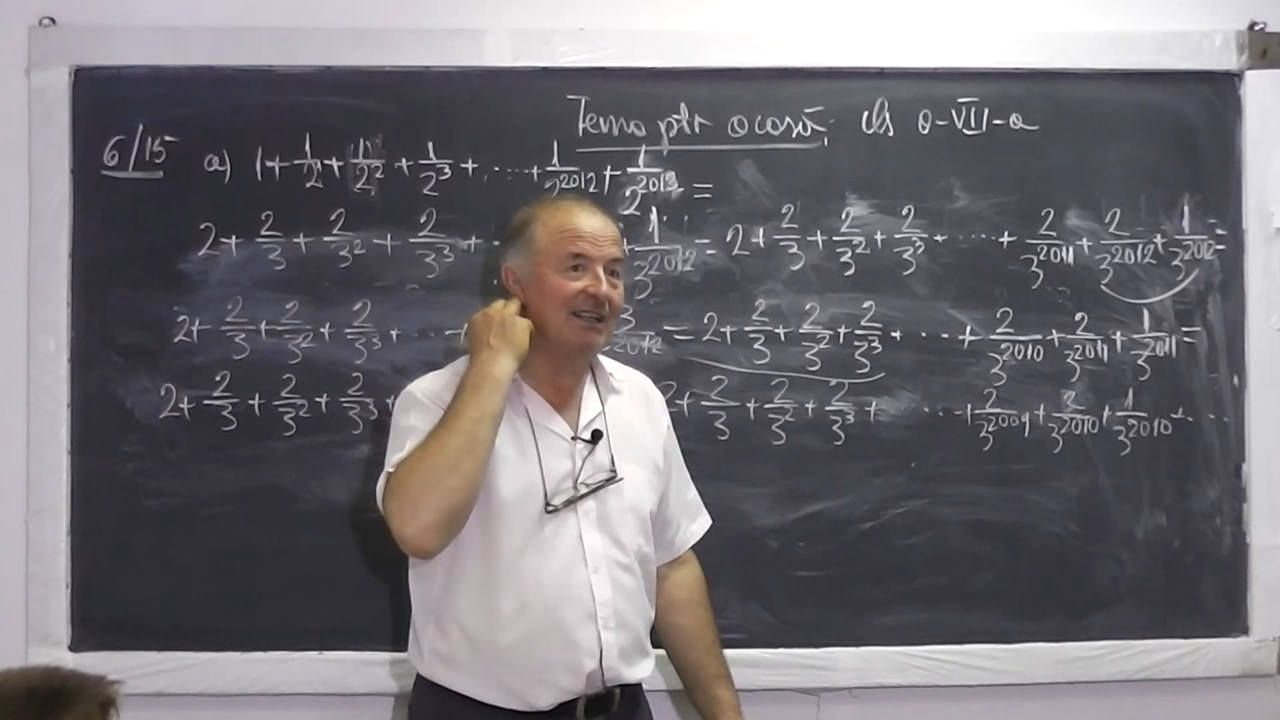 Tema ptr acasă; cls a-VII-a
6/15 a) 1+1/2+1/2²+1/2³+...+1/2²⁰¹²+1/2²⁰¹³=
2+2/3+2/3²+2/3³+. +1/3²⁰¹²=2+2/3+2/3²+2/3³+...+2/3²⁰¹¹+2/3²⁰¹²+1/3²⁰¹²=
2+2/3+2/3²+2/3³+... 3/3²⁰¹²=2+2/3+2/3²+2/3³+...+2/3²⁰¹⁰+2/3²⁰¹¹+1/3²⁰¹¹=
2+2/3+2/3²+2/3³+ 2+2/3+2/3²+2/3³+...+2/3²⁰⁰⁹+2/3²⁰¹⁰+1/3²⁰¹⁰=...